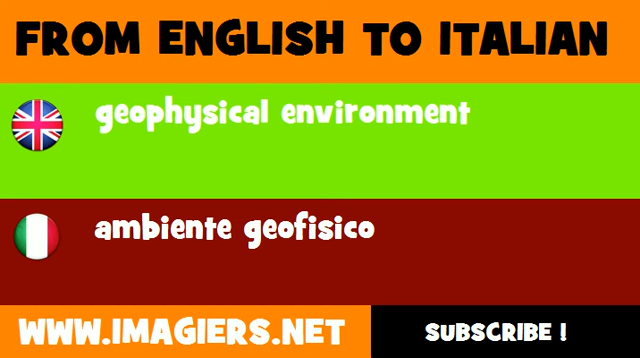 FROM ENGLISH TO ITALIAN
geophysical environment
ambiente geofisico
WWW.IMAGIERS.NET
SUBSCRIBE !